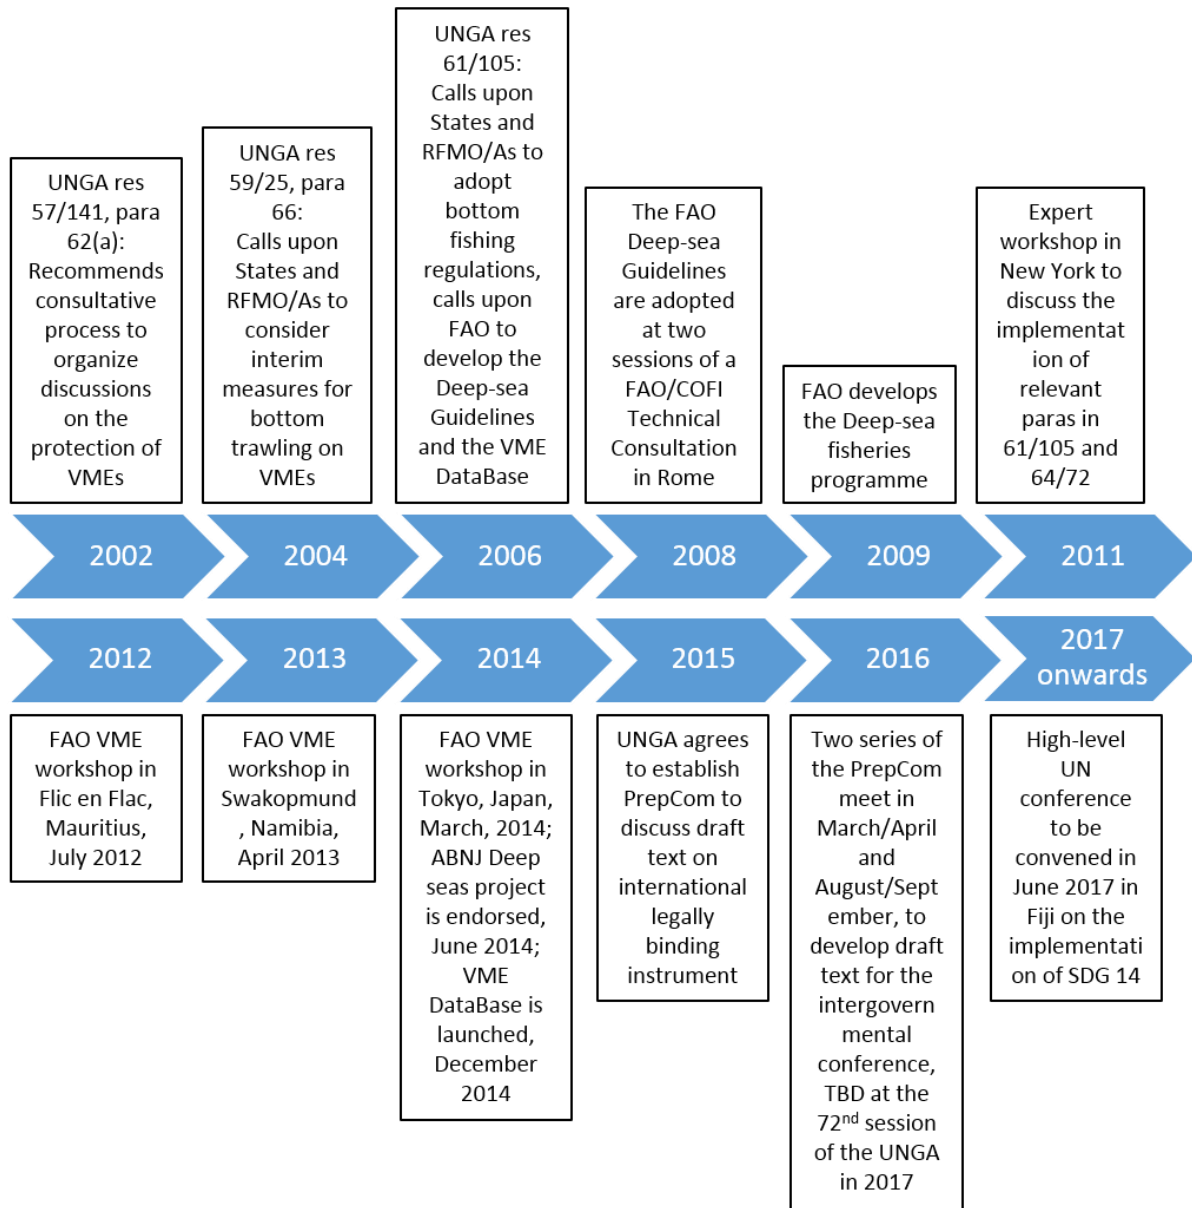 UNGA res
57/141, para
62(a):
Recommends
consultative
process to
organize
discussions
on the
protection of
VMEs
UNGA res
59/25, para
66:
Calls upon
States and
RFMO/As to
consider
interim
measures for
bottom
trawling on
VMEs
UNGA res
61/105:
Calls upon
States and
RFMO/As to
adopt
bottom
fishing
regulations,
calls upon
FAO to
develop the
Deep-sea
Guidelines
and the VME
DataBase
The FAO
Deep-sea
Guidelines
are adopted
at two
sessions of a
FAO/COFI
Technical
Consultation
in Rome
FAO develops
the Deep-sea
fisheries
programme
Expert
workshop in
New York to
discuss the
implementat
ion of
relevant
paras in
61/105 and
64/72
2002
2004
2006
2008
2009
2011
2012
2013
2014
2015
2016
2017
onwards
FAO VME
workshop in
Flic en Flac,
Mauritius,
July 2012
FAO VME
workshop in
Swakopmund
, Namibia,
April 2013
FAO VME
workshop in
Tokyo, Japan,
March, 2014;
ABNJ Deep
seas project
is endorsed,
June 2014;
VME
DataBase is
launched,
December
2014
UNGA agrees
to establish
PrepCom to
discuss draft
text on
international
legally
binding
instrument
Two series of
the PrepCom
meet in
March/April
and
August/Sept
ember, to
develop draft
text for the
intergovern
mental
conference,
TBD at the
72nd session
of the UNGA
in 2017
High-level
UN
conference
to be
convened in
June 2017 in
Fiji on the
implementati
on of SDG 14